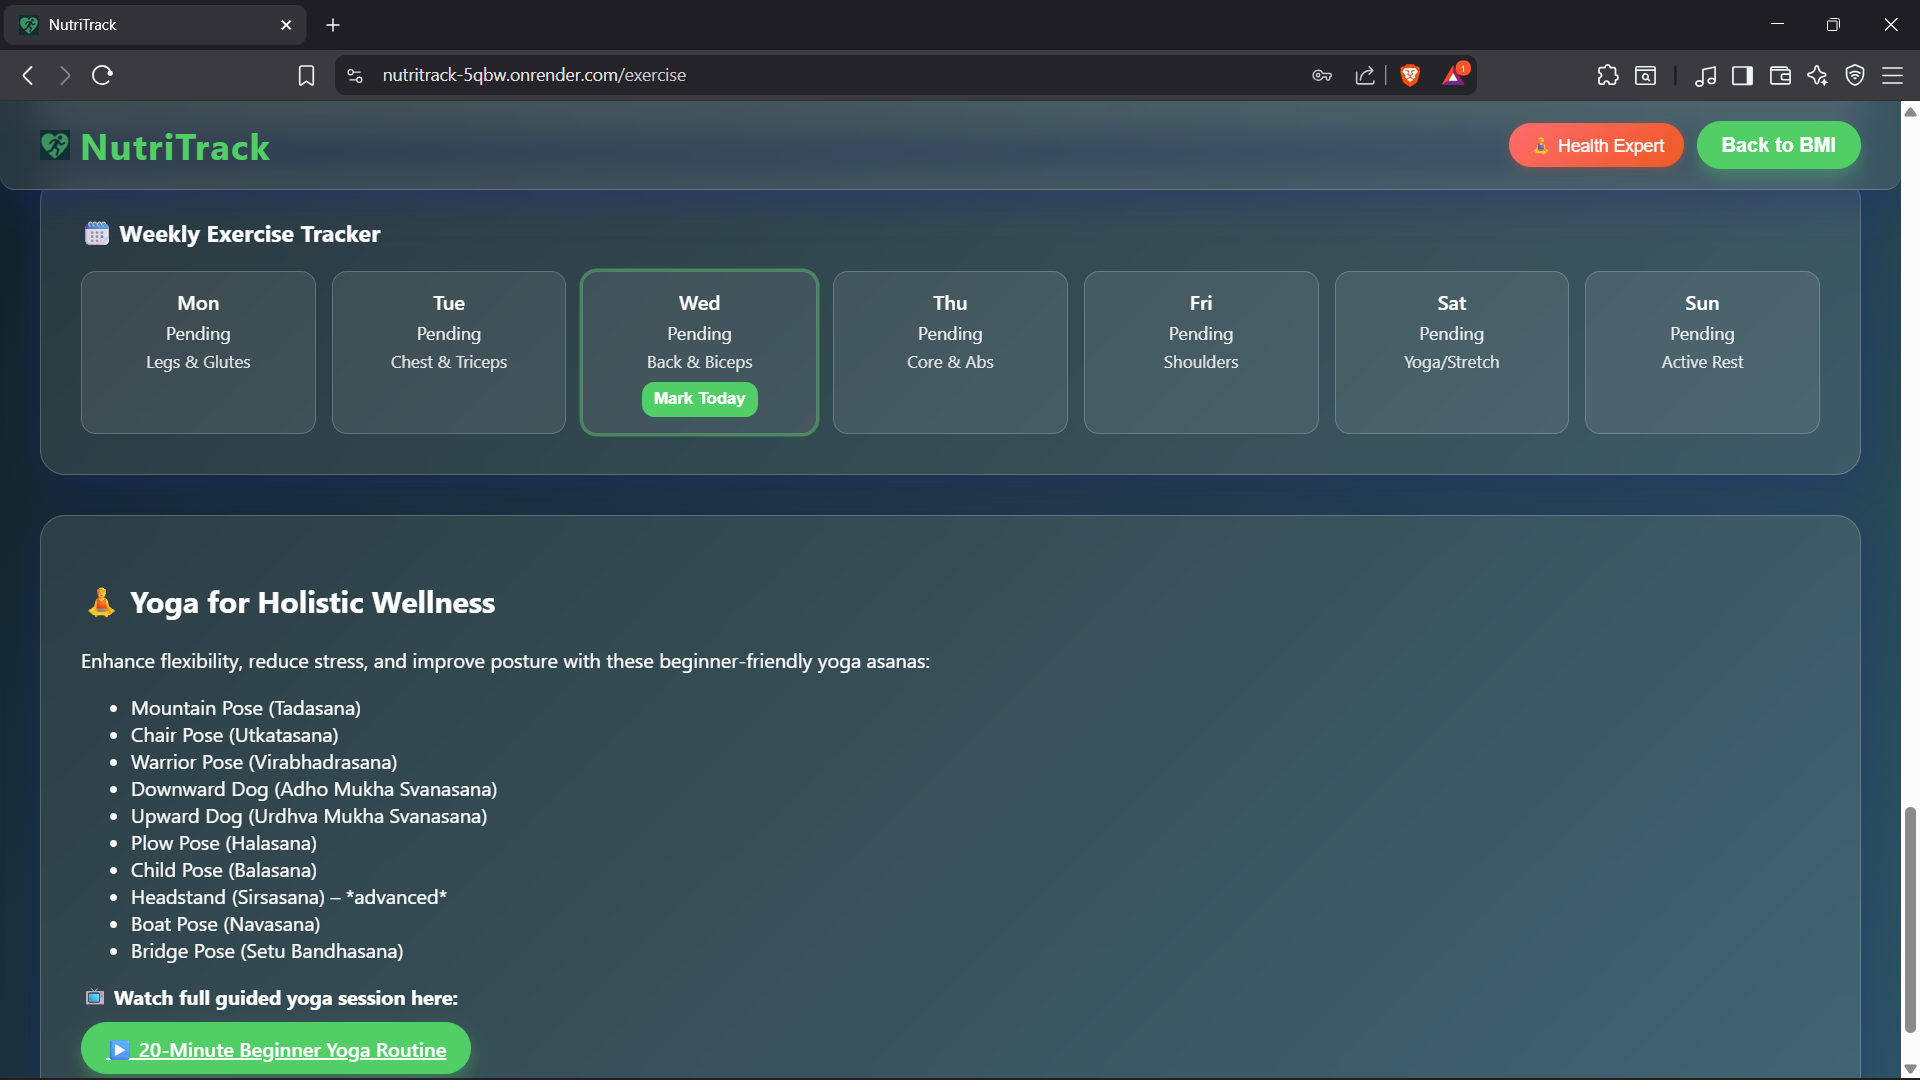 NutriTrack
nutritrack-5qbw.onrender.com/exercise
1
NutriTrack
Health Expert
Back to BMI
Weekly Exercise Tracker
Mon
Pending
Legs & Glutes
Tue
Pending
Chest & Triceps
Wed
Pending
Back & Biceps
Mark Today
Thu
Pending
Core & Abs
Fri
Pending
Shoulders
Sat
Pending
Yoga/Stretch
Sun
Pending
Active Rest
Yoga for Holistic Wellness
Enhance flexibility, reduce stress, and improve posture with these beginner-friendly yoga asanas:
• Mountain Pose (Tadasana)
• Chair Pose (Utkatasana)
• Warrior Pose (Virabhadrasana)
• Downward Dog (Adho Mukha Svanasana)
• Upward Dog (Urdhva Mukha Svanasana)
• Plow Pose (Halasana)
• Child Pose (Balasana)
• Headstand (Sirsasana) – *advanced*
• Boat Pose (Navasana)
• Bridge Pose (Setu Bandhasana)
Watch full guided yoga session here:
20-Minute Beginner Yoga Routine